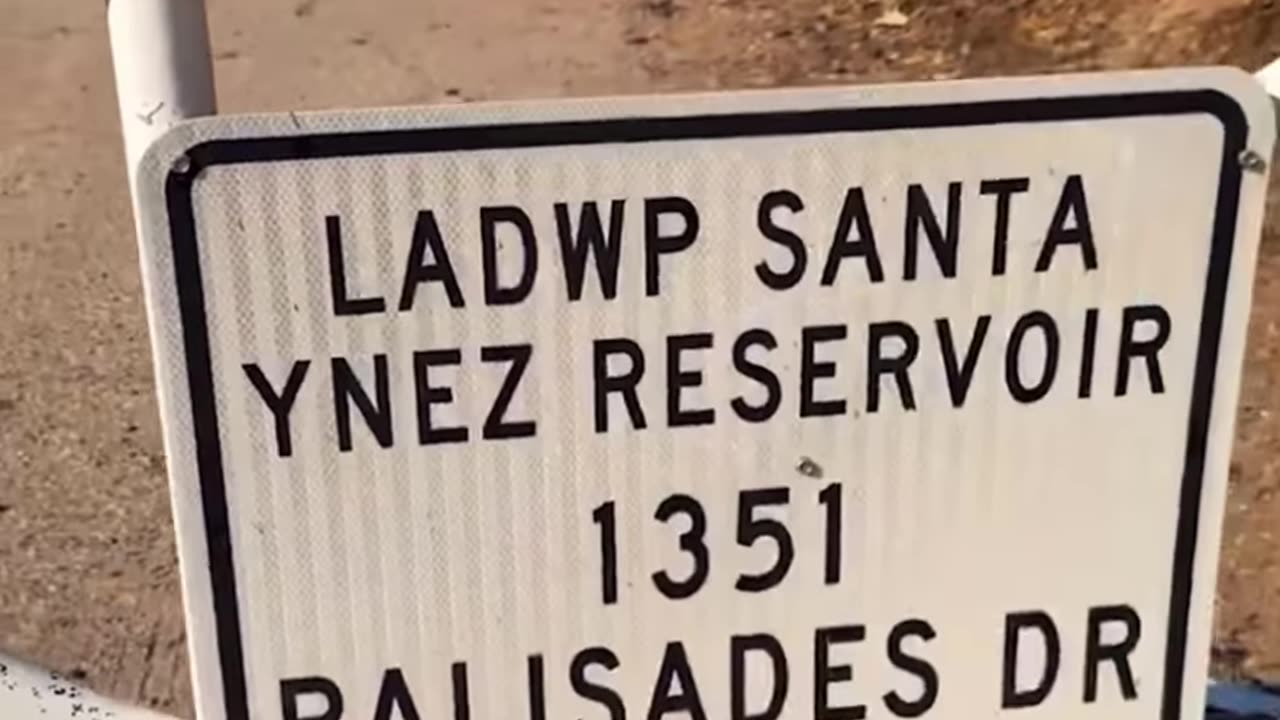 LADWP SANTA
YNEZ RESERVOIR
1351
PALISADES DR